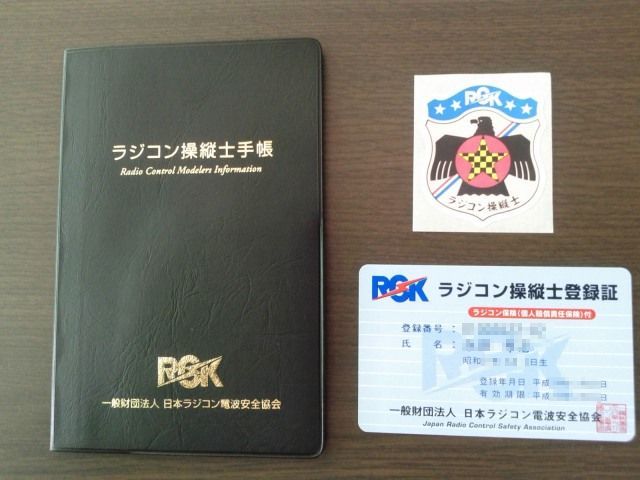 ラジコン操縦士手帳
Radio Control Modelers Information
RCK
一般財団法人 日本ラジコン電波安全協会
RCK
ラジコン操縦士
RCK ラジコン操縦士登録証
ラジコン保険(個人賠償責任保険)付
登録番号:
氏 名:
昭和 日生
登録年月日 平成
有効期限 平成
一般財団法人 日本ラジコン電波安全協会
Japan Radio Control Safety Association